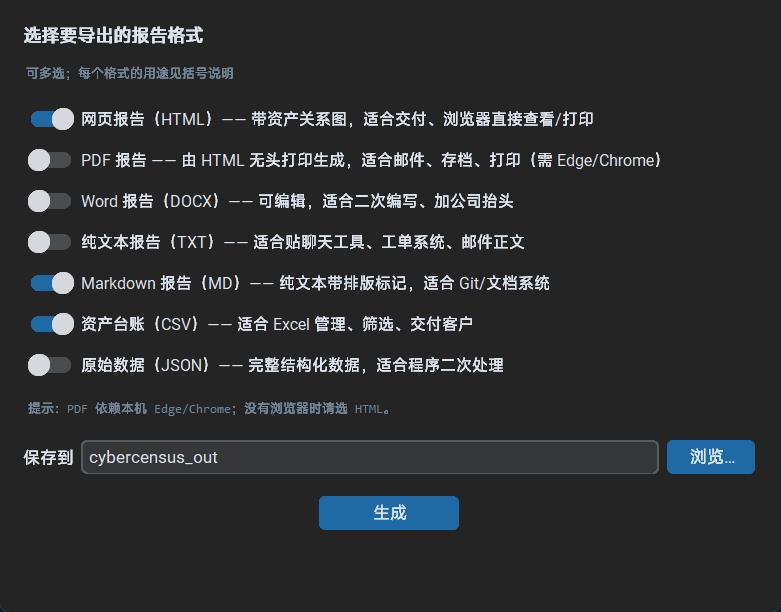 选择要导出的报告格式
可多选；每个格式的用途见括号说明
网页报告（HTML）—— 带资产关系图，适合交付、浏览器直接查看/打印
PDF 报告 —— 由 HTML 无头打印生成，适合邮件、存档、打印（需 Edge/Chrome）
Word 报告（DOCX）—— 可编辑，适合二次编写、加公司抬头
纯文本报告（TXT）—— 适合贴聊天工具、工单系统、邮件正文
Markdown 报告（MD）—— 纯文本带排版标记，适合 Git/文档系统
资产台账（CSV）—— 适合 Excel 管理、筛选、交付客户
原始数据（JSON）—— 完整结构化数据，适合程序二次处理
提示：PDF 依赖本机 Edge/Chrome；没有浏览器时请选 HTML。
保存到 cybercensus_out 浏览...
生成